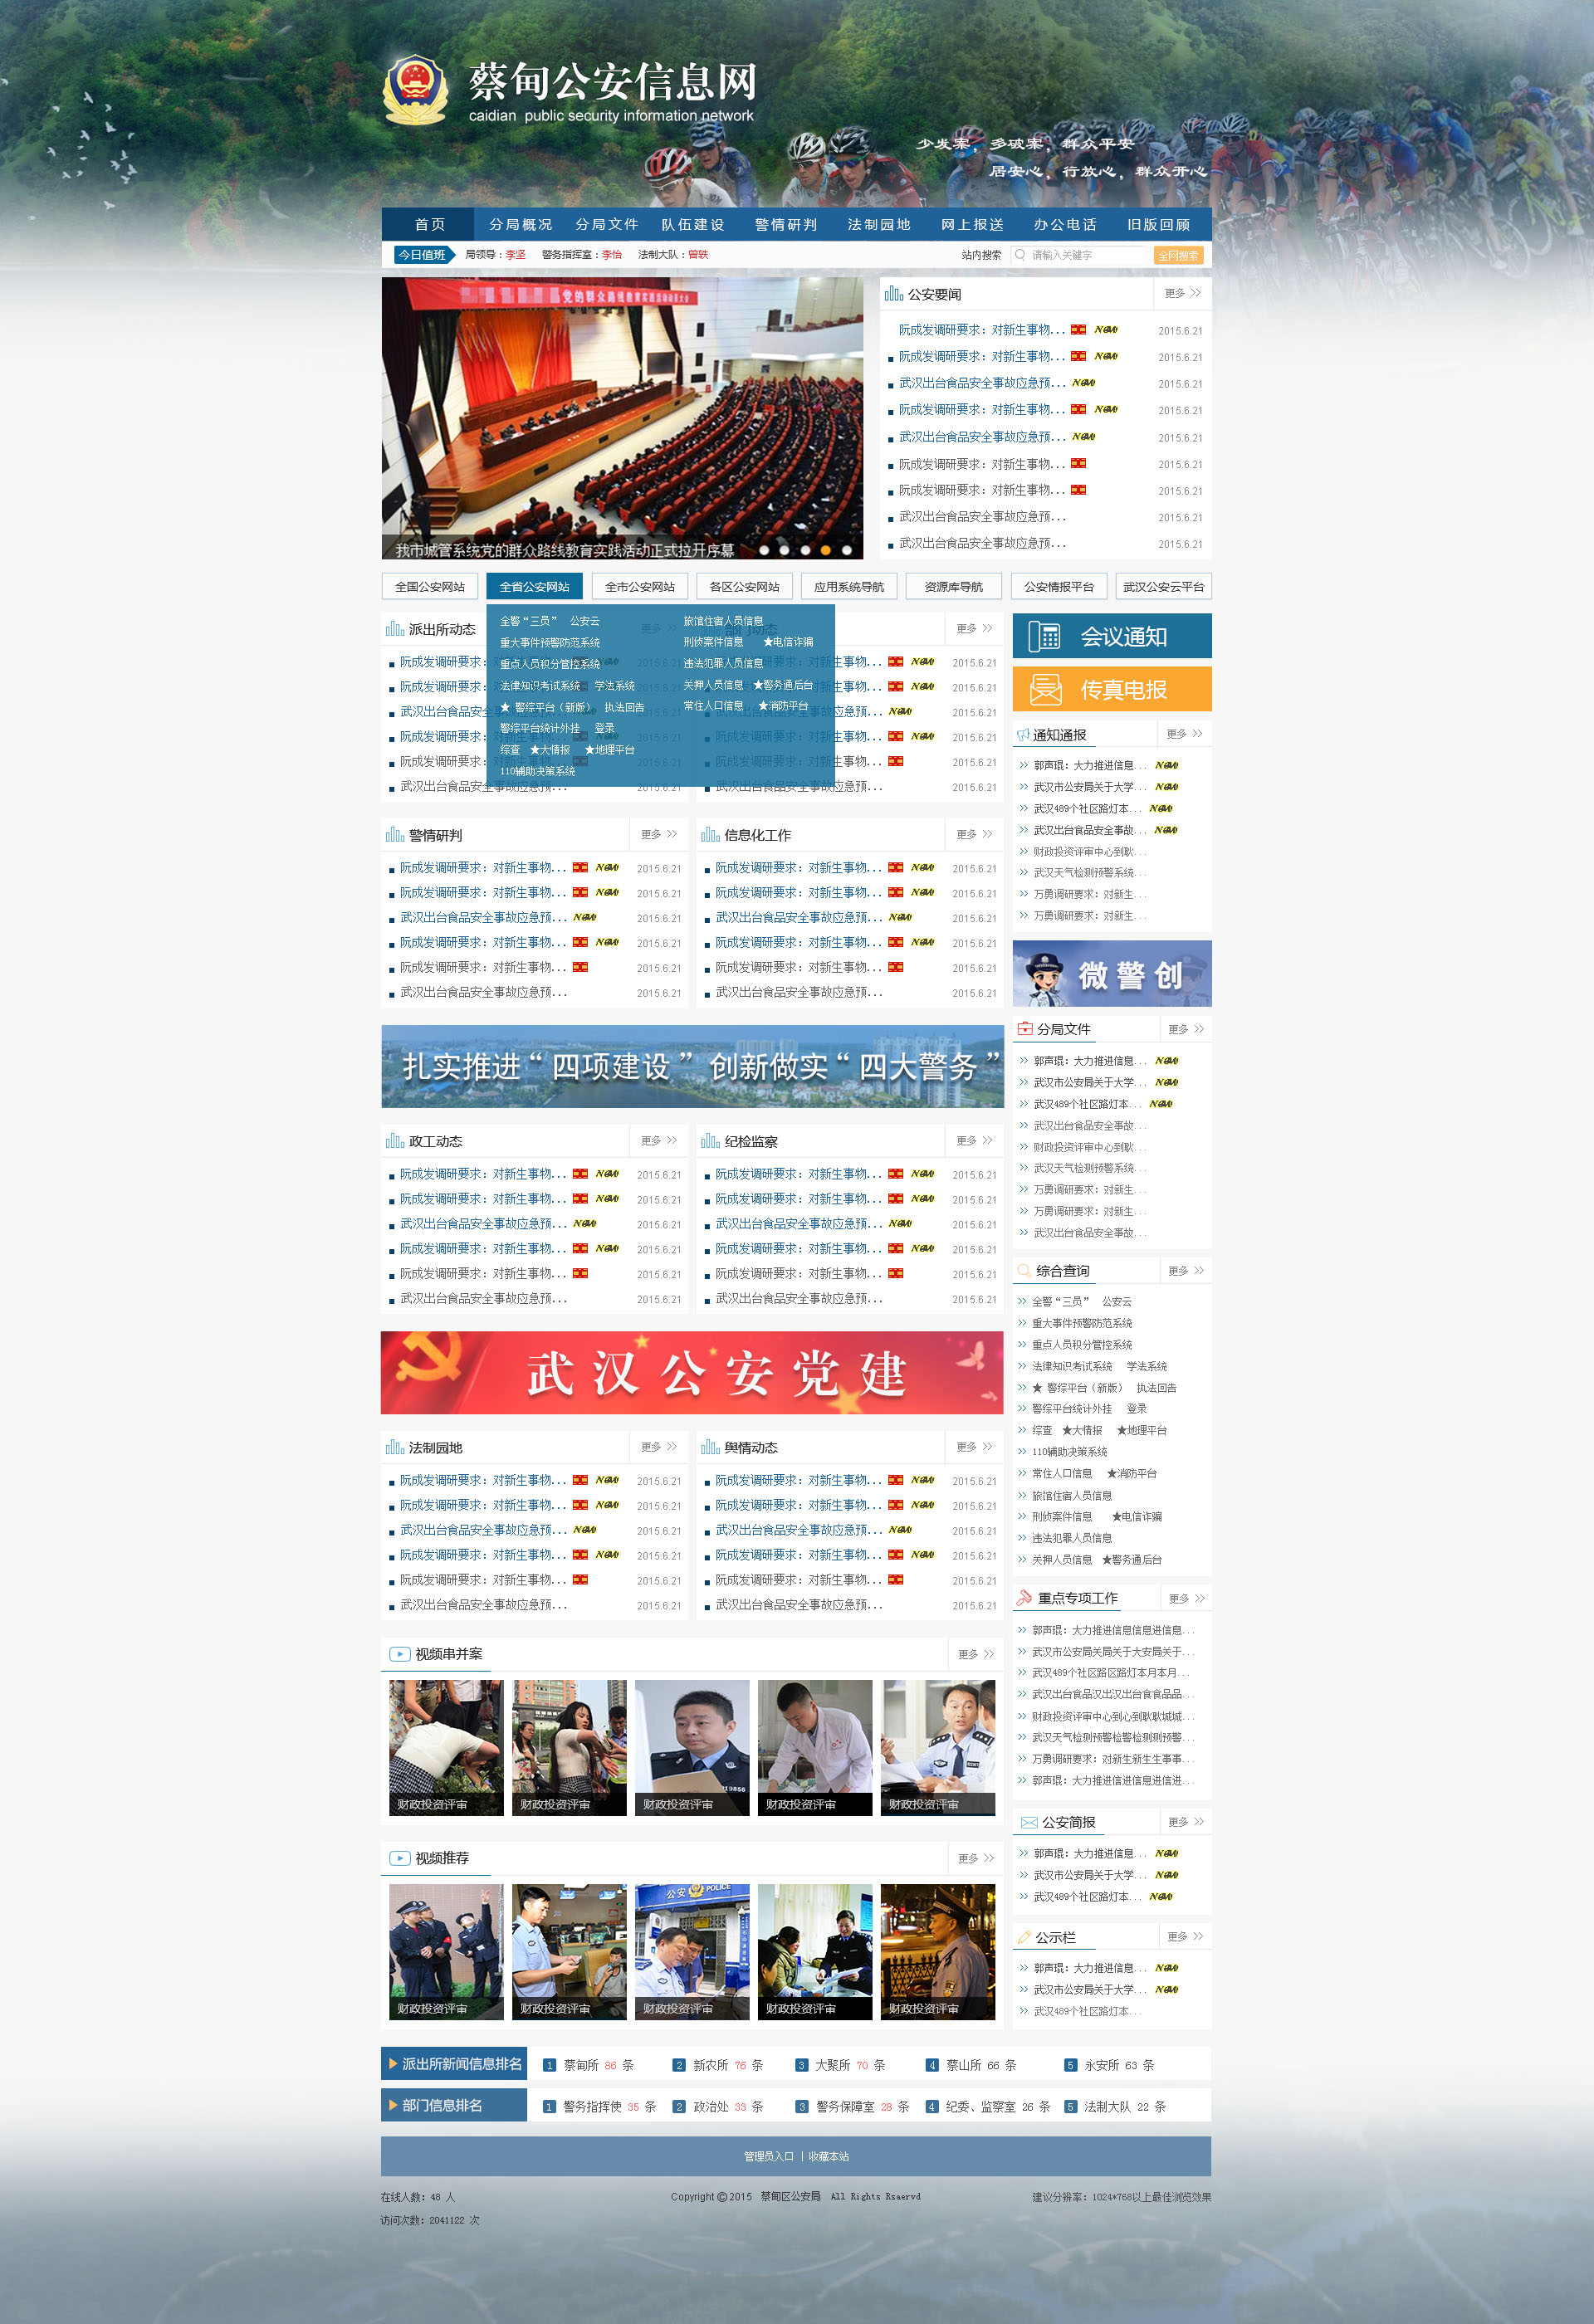 蔡甸公安信息网
caidian public security information network
少发案，多破案，群众平安
居安心，行放心，群众开心
首页 分局概况 分局文件 队伍建设 警情研判 法制园地 网上报送 办公电话 旧版回顾
今日值班 局领导：李坚 警务指挥室：李怡 法制大队：曾轶 站内搜索 请输入关键字 全网搜索
党的群众路线教育实践活动动员大会
我市城管系统党的群众路线教育实践活动正式拉开序幕
公安要闻 更多
阮成发调研要求：对新生事物... NEW 2015.6.21
阮成发调研要求：对新生事物... NEW 2015.6.21
武汉出台食品安全事故应急预... NEW 2015.6.21
阮成发调研要求：对新生事物... NEW 2015.6.21
武汉出台食品安全事故应急预... NEW 2015.6.21
阮成发调研要求：对新生事物... 2015.6.21
阮成发调研要求：对新生事物... 2015.6.21
武汉出台食品安全事故应急预... 2015.6.21
武汉出台食品安全事故应急预... 2015.6.21
全国公安网站 全省公安网站 全市公安网站 各区公安网站 应用系统导航 资源库导航 公安情报平台 武汉公安云平台
全警“三员” 公安云
重大事件预警防范系统
重点人员积分管控系统
法律知识考试系统 学法系统
★ 警综平台（新版） 执法回告
警综平台统计外挂 登录
综查 ★大情报 ★地理平台
110辅助决策系统
旅馆住宿人员信息
刑侦案件信息 ★电信诈骗
违法犯罪人员信息
关押人员信息 ★警务通后台
常住人口信息 ★消防平台
派出所动态 更多
阮成发调研要求：对 2015.6.21
阮成发调研要求：对 2015.6.21
武汉出台食品安全事 2015.6.21
阮成发调研要求：对 2015.6.21
阮成发调研要求：对新生事物... 2015.6.21
武汉出台食品安全事故应急预... 2015.6.21
部门动态 更多
生事物... NEW 2015.6.21
生事物... NEW 2015.6.21
武汉出台食品安全事故应急预... NEW 2015.6.21
阮成发调研要求：对新生事物... NEW 2015.6.21
阮成发调研要求：对新生事物... 2015.6.21
武汉出台食品安全事故应急预... 2015.6.21
警情研判 更多
阮成发调研要求：对新生事物... NEW 2015.6.21
阮成发调研要求：对新生事物... NEW 2015.6.21
武汉出台食品安全事故应急预... NEW 2015.6.21
阮成发调研要求：对新生事物... NEW 2015.6.21
阮成发调研要求：对新生事物... 2015.6.21
武汉出台食品安全事故应急预... 2015.6.21
信息化工作 更多
阮成发调研要求：对新生事物... NEW 2015.6.21
阮成发调研要求：对新生事物... NEW 2015.6.21
武汉出台食品安全事故应急预... NEW 2015.6.21
阮成发调研要求：对新生事物... NEW 2015.6.21
阮成发调研要求：对新生事物... 2015.6.21
武汉出台食品安全事故应急预... 2015.6.21
扎实推进“四项建设” 创新做实“四大警务”
政工动态 更多
阮成发调研要求：对新生事物... NEW 2015.6.21
阮成发调研要求：对新生事物... NEW 2015.6.21
武汉出台食品安全事故应急预... NEW 2015.6.21
阮成发调研要求：对新生事物... NEW 2015.6.21
阮成发调研要求：对新生事物... 2015.6.21
武汉出台食品安全事故应急预... 2015.6.21
纪检监察 更多
阮成发调研要求：对新生事物... NEW 2015.6.21
阮成发调研要求：对新生事物... NEW 2015.6.21
武汉出台食品安全事故应急预... NEW 2015.6.21
阮成发调研要求：对新生事物... NEW 2015.6.21
阮成发调研要求：对新生事物... 2015.6.21
武汉出台食品安全事故应急预... 2015.6.21
武汉公安党建
法制园地 更多
阮成发调研要求：对新生事物... NEW 2015.6.21
阮成发调研要求：对新生事物... NEW 2015.6.21
武汉出台食品安全事故应急预... NEW 2015.6.21
阮成发调研要求：对新生事物... NEW 2015.6.21
阮成发调研要求：对新生事物... 2015.6.21
武汉出台食品安全事故应急预... 2015.6.21
舆情动态 更多
阮成发调研要求：对新生事物... NEW 2015.6.21
阮成发调研要求：对新生事物... NEW 2015.6.21
武汉出台食品安全事故应急预... NEW 2015.6.21
阮成发调研要求：对新生事物... NEW 2015.6.21
阮成发调研要求：对新生事物... 2015.6.21
武汉出台食品安全事故应急预... 2015.6.21
视频串并案 更多
9856
财政投资评审 财政投资评审 财政投资评审 财政投资评审 财政投资评审
视频推荐 更多
公安 POLICE
财政投资评审 财政投资评审 财政投资评审 财政投资评审 财政投资评审
会议通知
传真电报
通知通报 更多
郭声琨：大力推进信息... NEW
武汉市公安局关于大学... NEW
武汉489个社区路灯本... NEW
武汉出台食品安全事故... NEW
财政投资评审中心到耿...
武汉天气检测预警系统...
万勇调研要求：对新生...
万勇调研要求：对新生...
微警创
分局文件 更多
郭声琨：大力推进信息... NEW
武汉市公安局关于大学... NEW
武汉489个社区路灯本... NEW
武汉出台食品安全事故...
财政投资评审中心到耿...
武汉天气检测预警系统...
万勇调研要求：对新生...
万勇调研要求：对新生...
武汉出台食品安全事故...
综合查询 更多
全警“三员” 公安云
重大事件预警防范系统
重点人员积分管控系统
法律知识考试系统 学法系统
★ 警综平台（新版） 执法回告
警综平台统计外挂 登录
综查 ★大情报 ★地理平台
110辅助决策系统
常住人口信息 ★消防平台
旅馆住宿人员信息
刑侦案件信息 ★电信诈骗
违法犯罪人员信息
关押人员信息 ★警务通后台
重点专项工作 更多
郭声琨：大力推进信息信息进信息...
武汉市公安局关局关于大安局关于...
武汉489个社区路区路灯本月本月...
武汉出台食品汉出汉出台食食品品...
财政投资评审中心到心到耿耿城城...
武汉天气检测预警检警检测测预警...
万勇调研要求：对新生新生生事事...
郭声琨：大力推进信进信息进信进...
公安简报 更多
郭声琨：大力推进信息... NEW
武汉市公安局关于大学... NEW
武汉489个社区路灯本... NEW
公示栏 更多
郭声琨：大力推进信息... NEW
武汉市公安局关于大学... NEW
武汉489个社区路灯本...
派出所新闻信息排名 1 蔡甸所 86 条 2 新农所 76 条 3 大聚所 70 条 4 蔡山所 66 条 5 永安所 63 条
部门信息排名 1 警务指挥使 35 条 2 政治处 33 条 3 警务保障室 28 条 4 纪委、监察室 26 条 5 法制大队 22 条
管理员入口 | 收藏本站
在线人数：48 人 Copyright ©2015 蔡甸区公安局 All Rights Rsaervd 建议分辨率：1024*768以上最佳浏览效果
访问次数：2041122 次